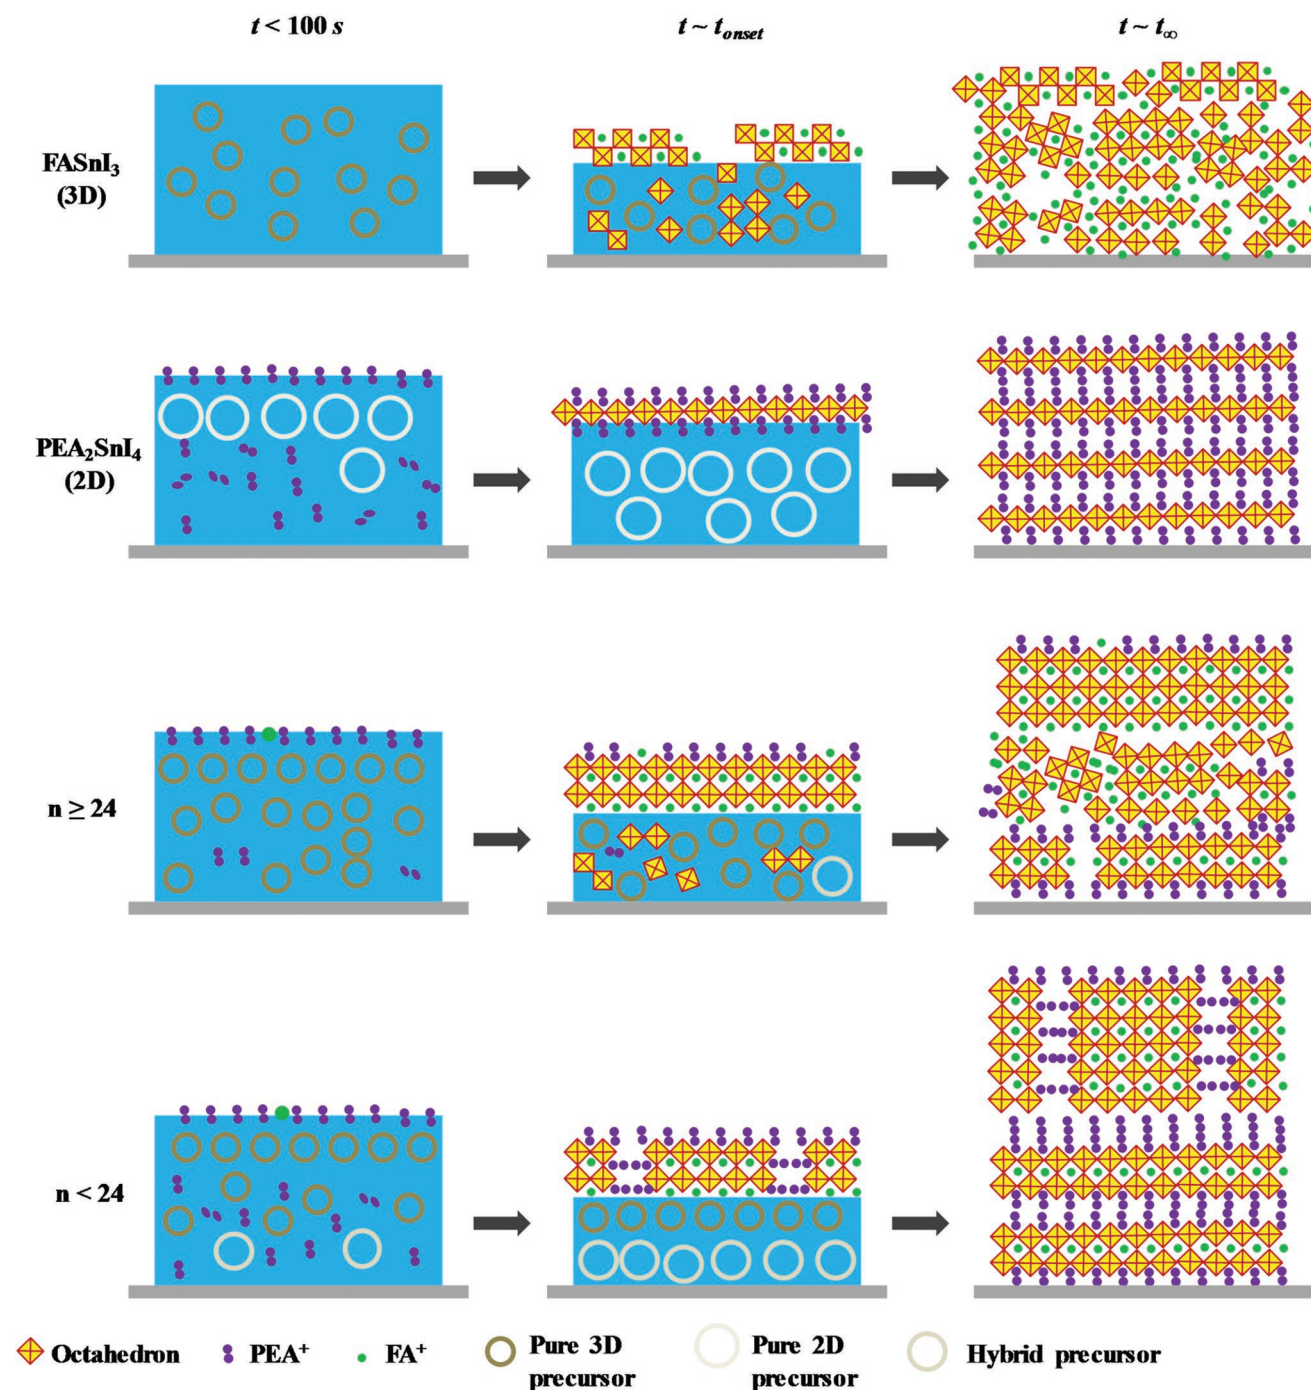 t < 100 s
t ~ tonset
t ~ t∞
FASnI3
(3D)
PEA2SnI4
(2D)
n ≥ 24
n < 24
Octahedron
PEA+
FA+
Pure 3D
precursor
Pure 2D
precursor
Hybrid precursor